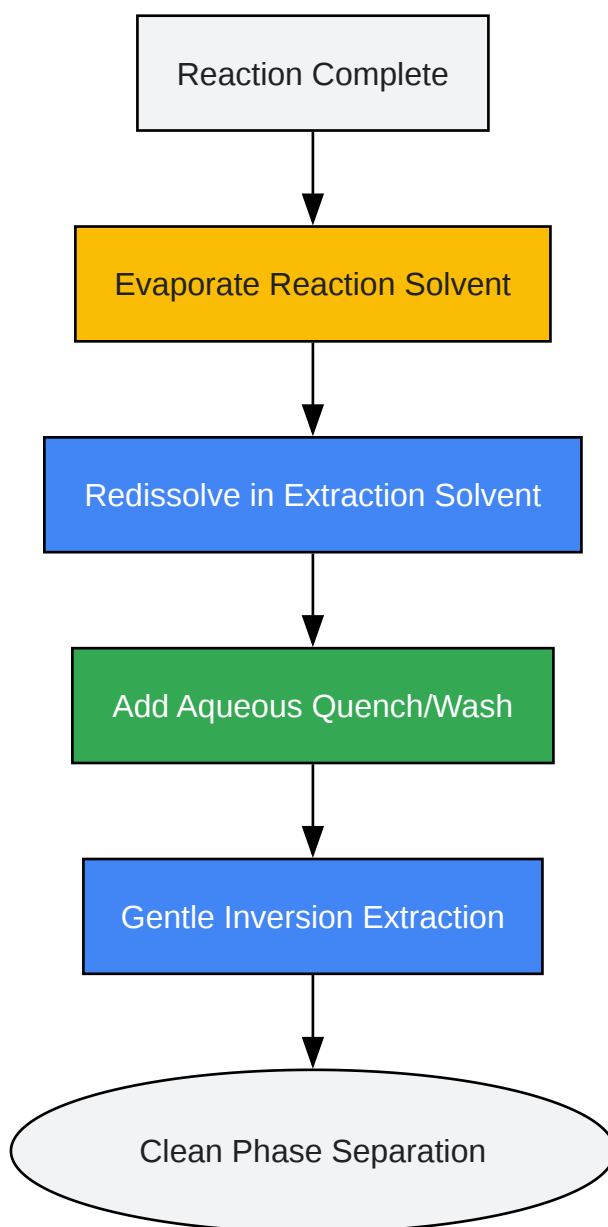 Reaction Complete
Evaporate Reaction Solvent
Redissolve in Extraction Solvent
Add Aqueous Quench/Wash
Gentle Inversion Extraction
Clean Phase Separation